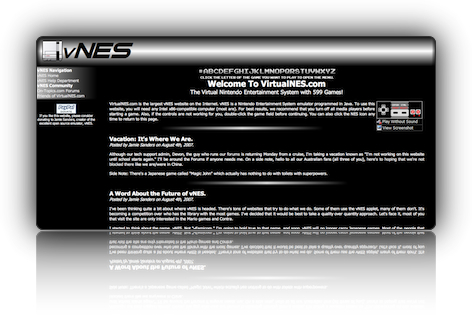 vNES
#ABCDEFGHIJKLMNOPQRSTUVWXYZ
CLICK THE LETTER OF THE GAME YOU WANT TO PLAY TO OPEN THE MENU.
Welcome To VirtualNES.com
The Virtual Nintendo Entertainment System with 599 Games!
vNES Navigation
vNES Home
vNES Help Department
vNES Community
Friends of VirtualNES.com
If you like this website, please consider
donating to Jamie Sanders, creator of the
excellent open source emulator, vNES.
VirtualNES.com is the largest vNES website on the Internet. vNES is a Nintendo Entertainment System emulator programmed in Java. To use this
website, you will need any Intel x86-compatible computer (most are). For best results, we recommend that you turn off all media players before
starting a game. Also, if the controls are not working for you, double-click the game field before continuing. You can also click the NES icon any
time to return to this page.
Play Without Sound
View Screenshot
Vacation: It's Where We Are.
Posted by Jamie Sanders on August 4th, 2007.
Although our tech support admin, Devon, the guy who runs our forums is returning Monday from a cruise, I'm taking a vacation known as "I'm not working on this website
until school starts again." I'll be around the Forums if anyone needs me. On a side note, hello to all our Australian fans (all three of you), here's to hoping that we're not
blocked there like we are/were in China.
Side Note: There's a Japanese game called "Magic John" which actually has nothing to do with toilets with superpowers.
A Word About the Future of vNES.
Posted by Jamie Sanders on August 4th, 2007.
I've been thinking quite a bit about where vNES is headed. There's tons of websites that try to do what we do. Some of them use the vNES applet, many of them don't. It's
becoming a competition over who has the library with the most games. I've decided that it would be best to take a quality over quantity approach. Let's face it, most of you
that visit the site are only interested in the Mario games and Contra.